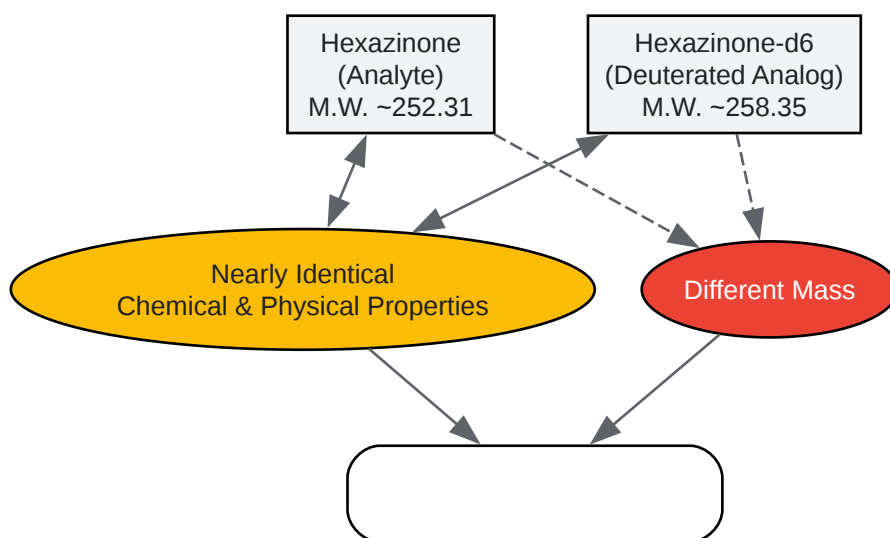 Hexazinone
(Analyte)
M.W. ~252.31
Hexazinone-d6
(Deuterated Analog)
M.W. ~258.35
Nearly Identical
Chemical & Physical Properties
Different Mass